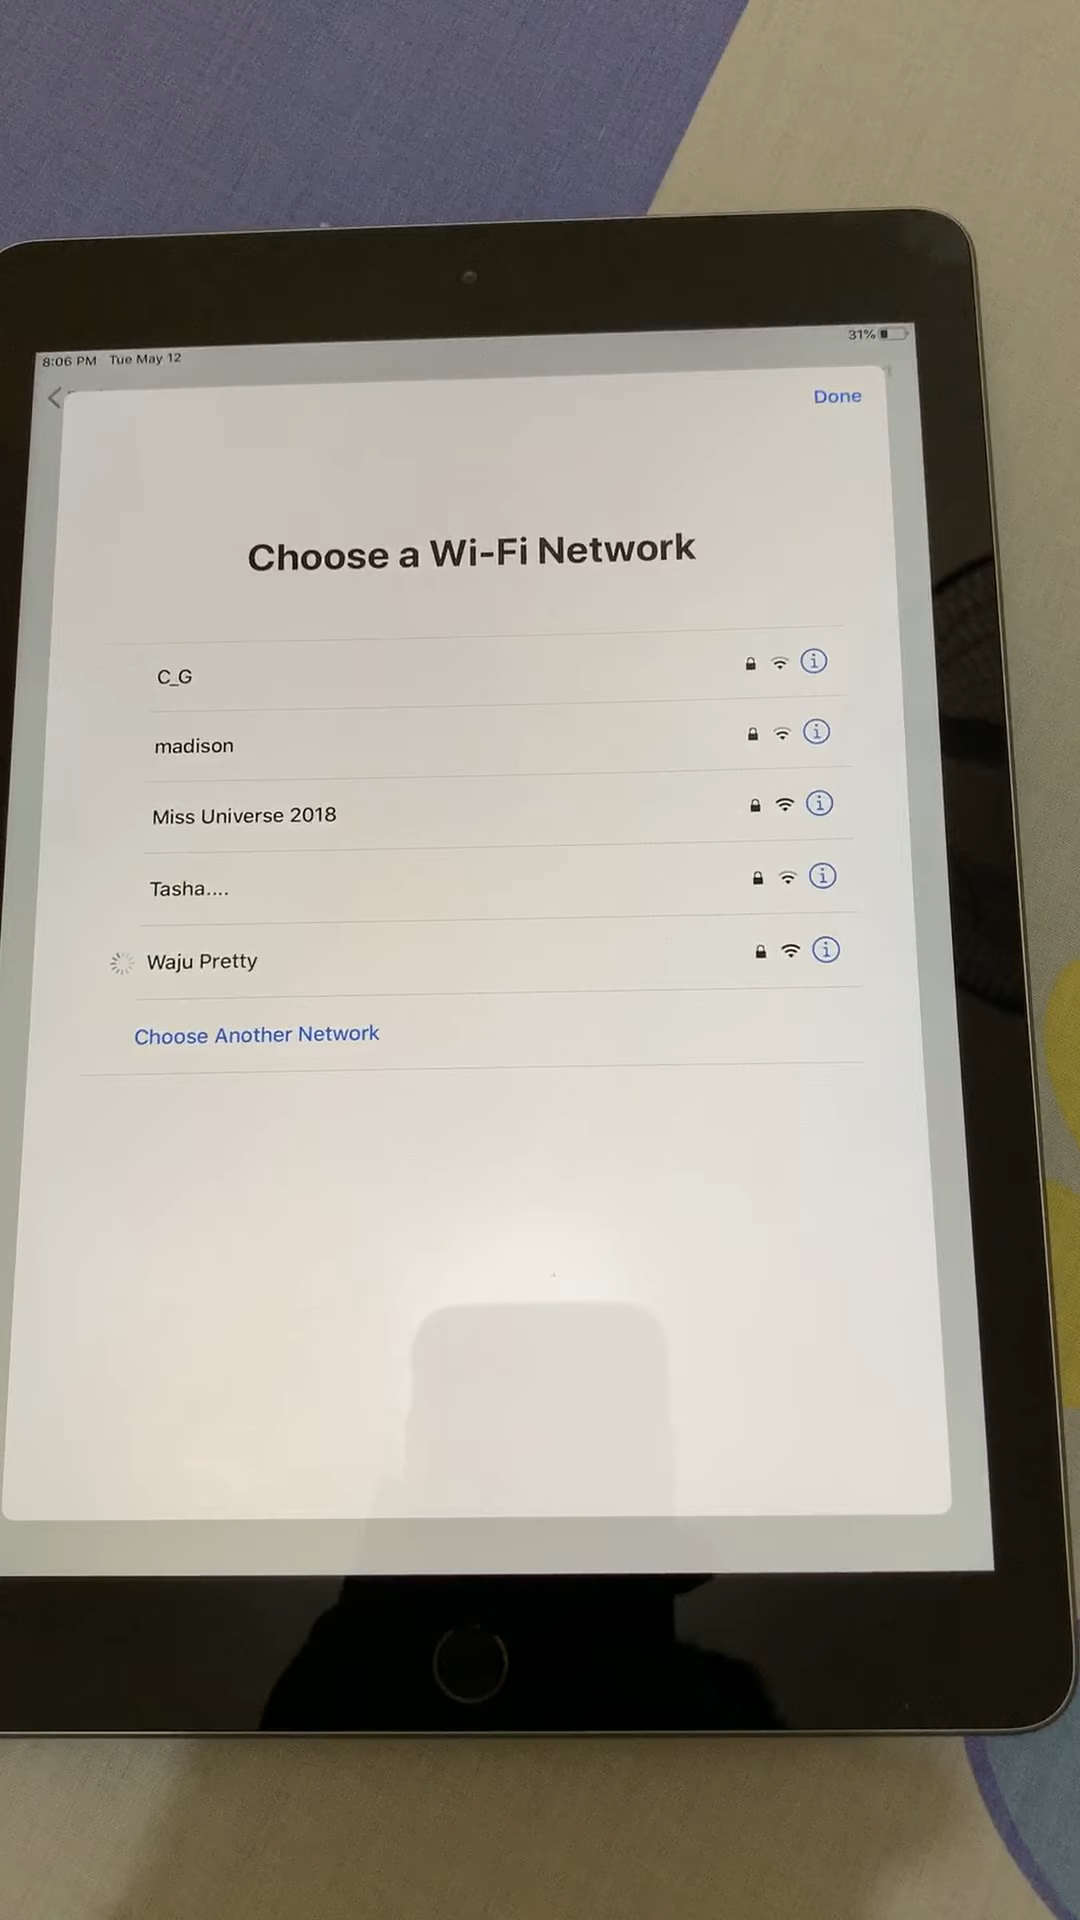 8:06 PM Tue May 12
31%
Done
Choose a Wi-Fi Network
C_G
madison
Miss Universe 2018
Tasha....
Waju Pretty
Choose Another Network